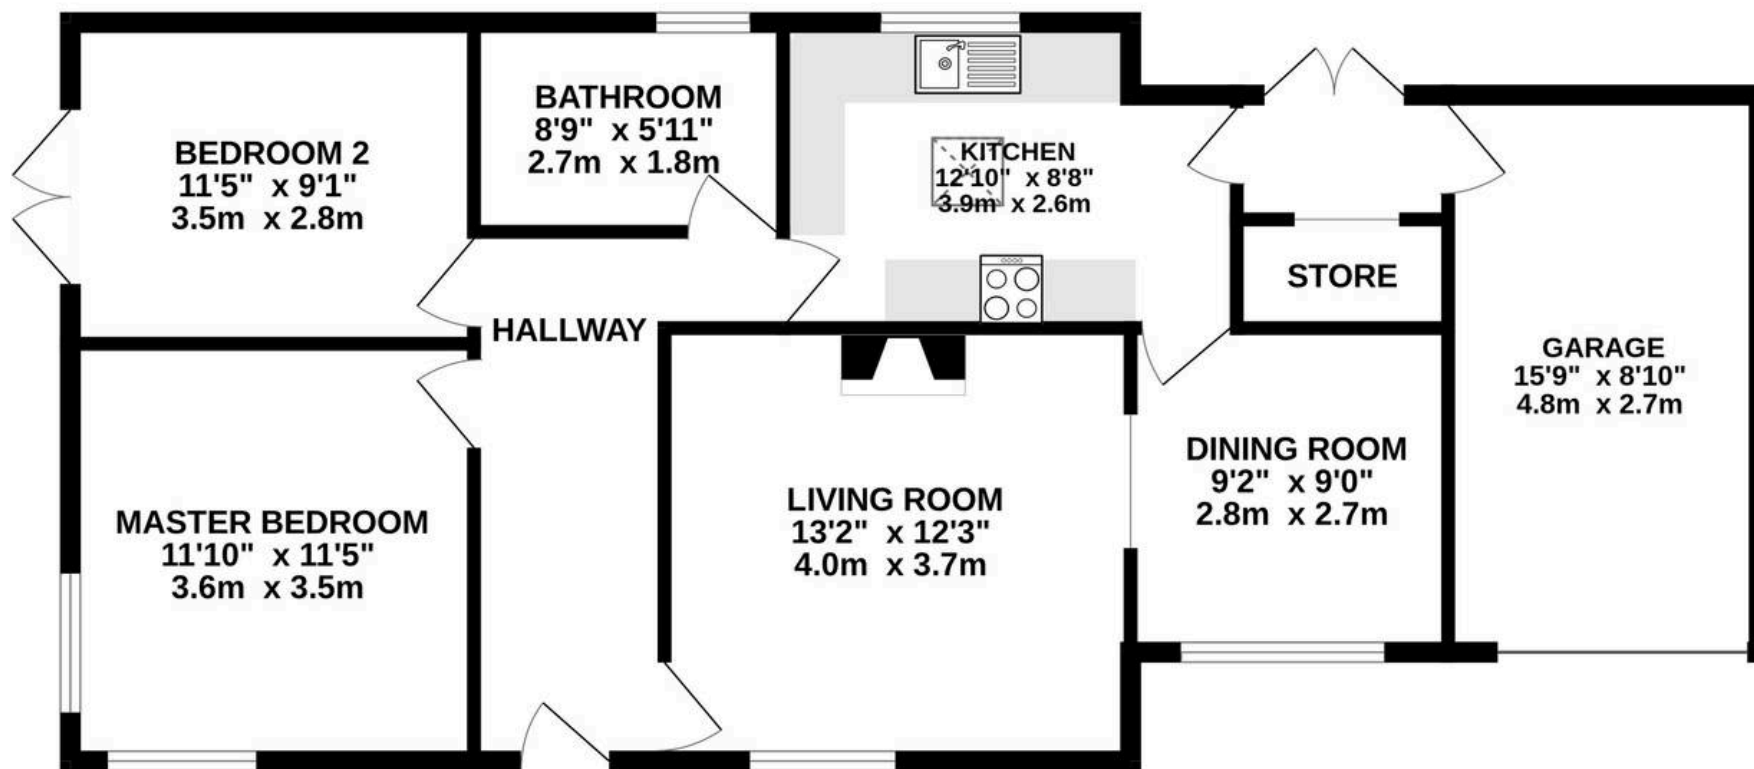 BEDROOM 2
11'5" x 9'1"
3.5m x 2.8m
BATHROOM
8'9" x 5'11"
2.7m x 1.8m
KITCHEN
12'10" x 8'8"
3.9m x 2.6m
STORE
HALLWAY
GARAGE
15'9" x 8'10"
4.8m x 2.7m
MASTER BEDROOM
11'10" x 11'5"
3.6m x 3.5m
LIVING ROOM
13'2" x 12'3"
4.0m x 3.7m
DINING ROOM
9'2" x 9'0"
2.8m x 2.7m